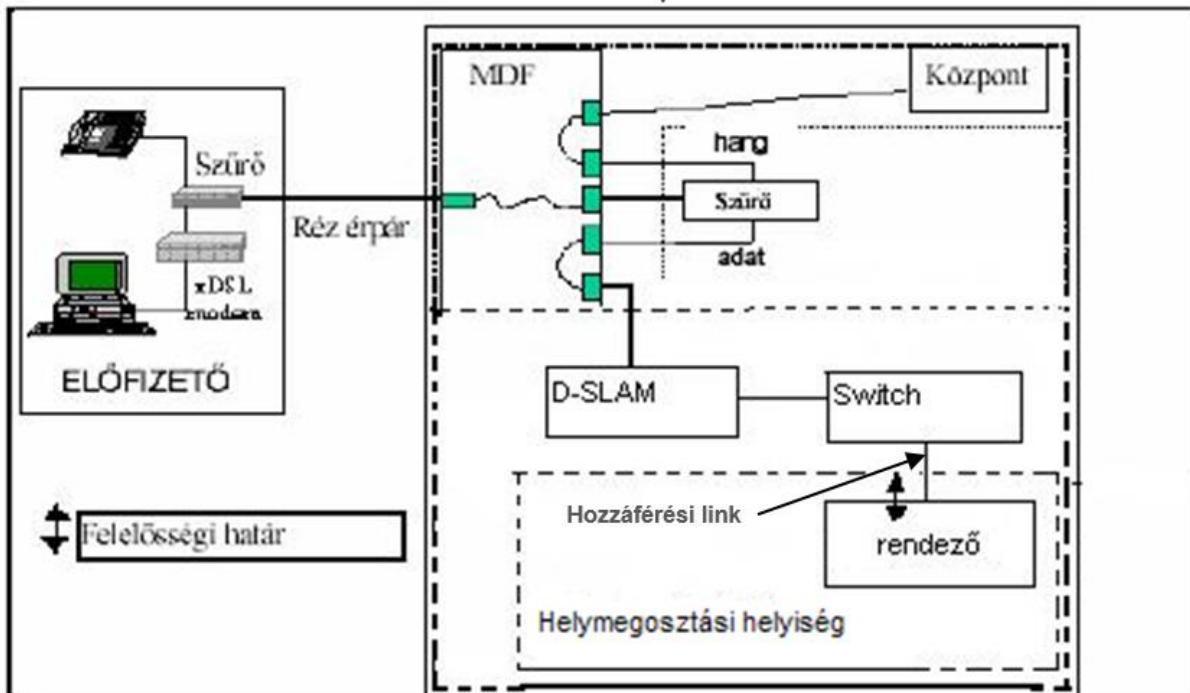 MDF
Központ
hang
Szűrő
Szűrő
Réz érpár
adat
xDSL
modem
ELŐFIZETŐ
D-SLAM
Switch
Hozzáférési link
Felelősségi határ
rendező
Helymegosztási helyiség